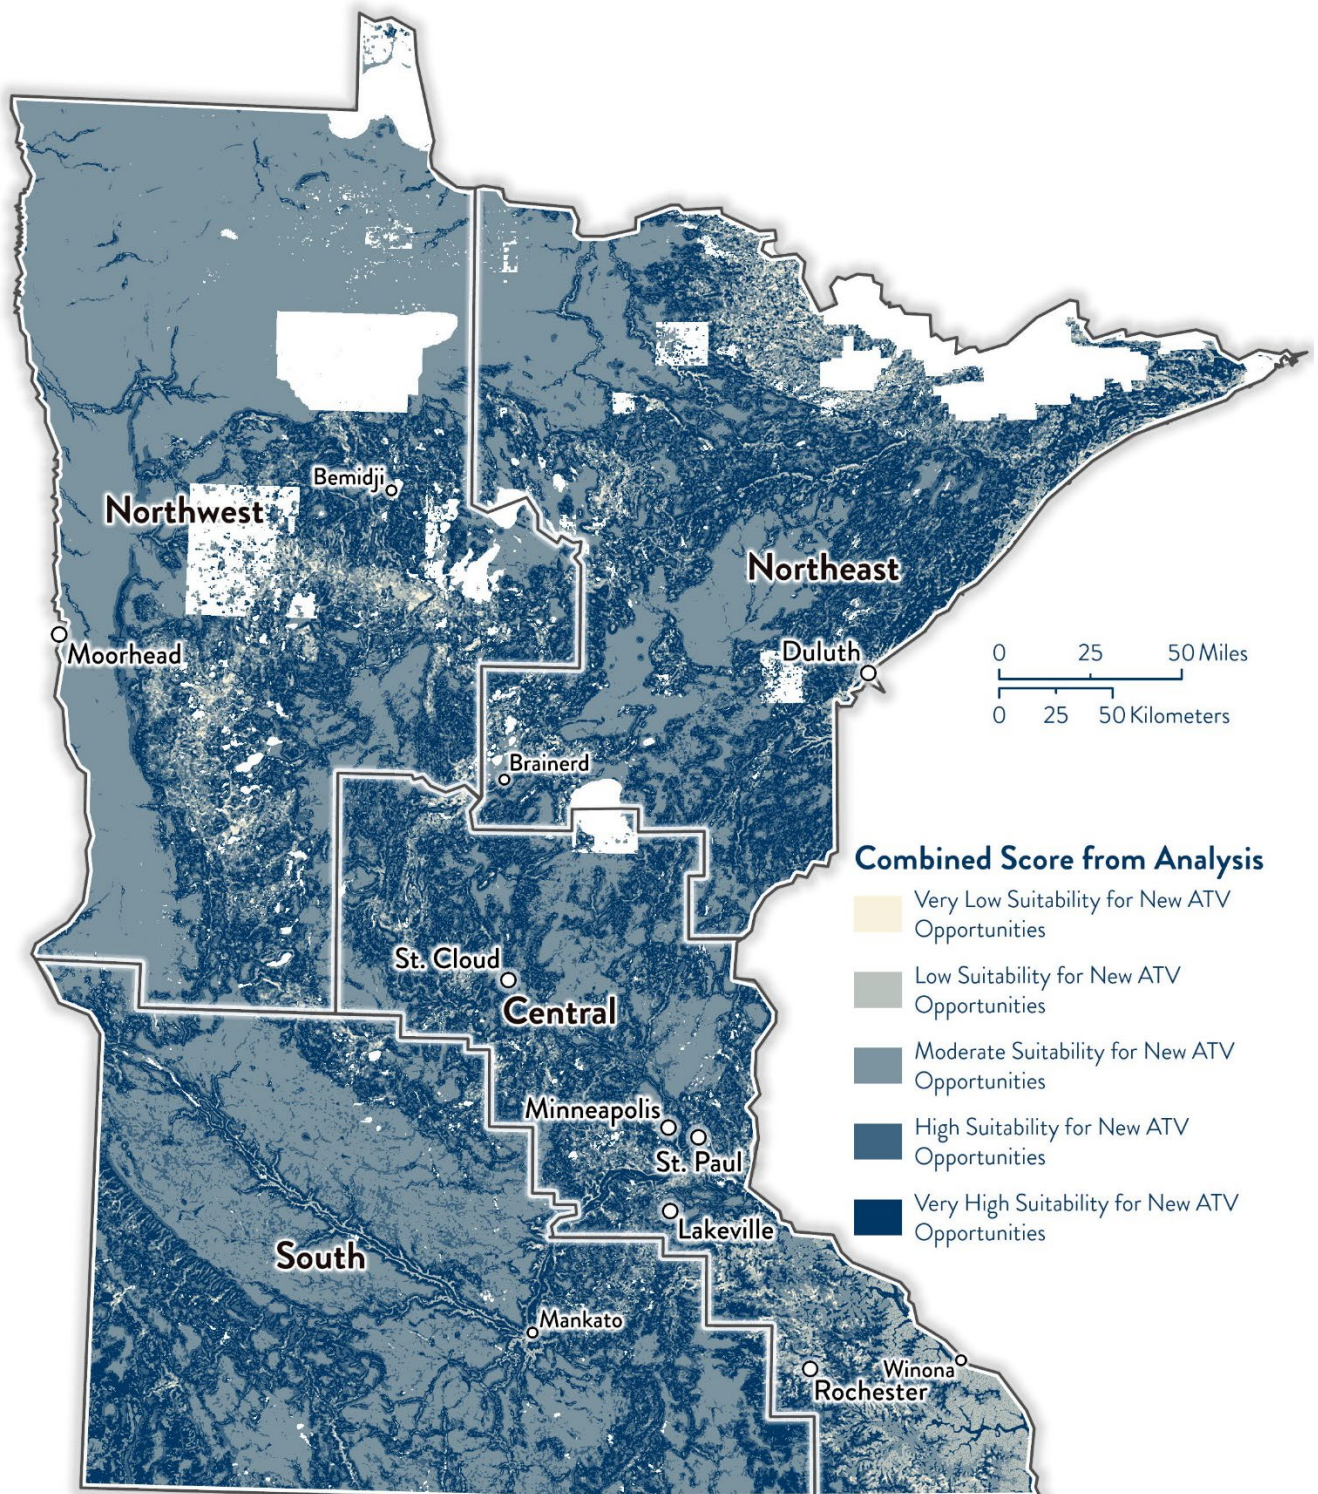 Bemidji
Northwest
Northeast
Moorhead
Duluth
0 25 50 Miles
0 25 50 Kilometers
Brainerd
Combined Score from Analysis
Very Low Suitability for New ATV
Opportunities
St. Cloud
Low Suitability for New ATV
Opportunities
Central
Moderate Suitability for New ATV
Opportunities
Minneapolis
High Suitability for New ATV
Opportunities
St. Paul
Very High Suitability for New ATV
Opportunities
Lakeville
South
Mankato
Winona
Rochester